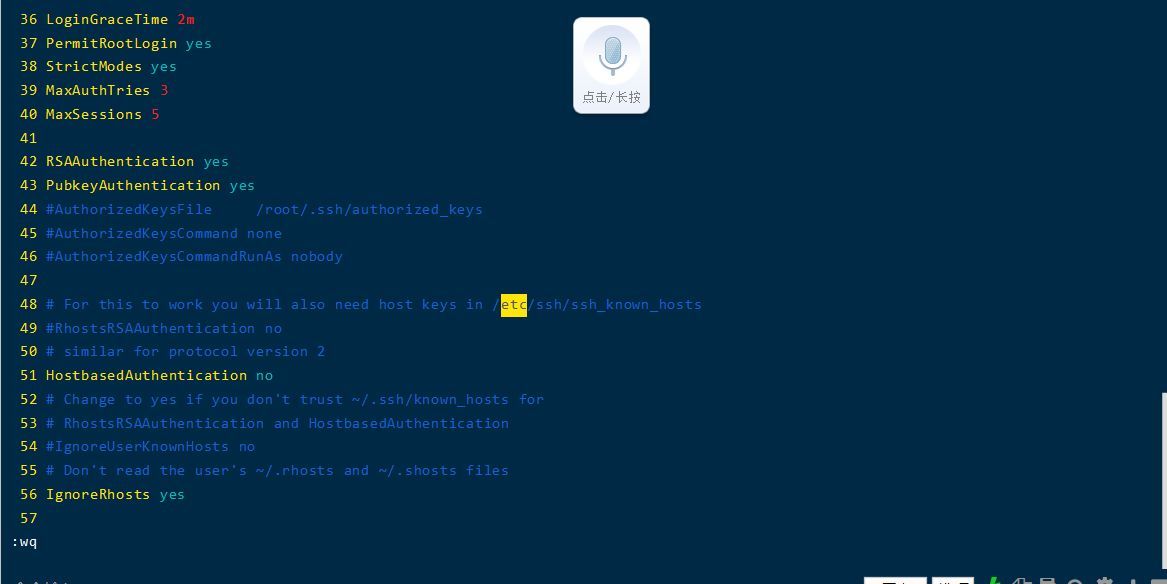 36 LoginGraceTime 2m
37 PermitRootLogin yes
38 StrictModes yes
39 MaxAuthTries 3
40 MaxSessions 5
点击/长按
41
42 RSAAuthentication yes
43 PubkeyAuthentication yes
44 #AuthorizedKeysFile     /root/.ssh/authorized_keys
45 #AuthorizedKeysCommand none
46 #AuthorizedKeysCommandRunAs nobody
47
48 # For this to work you will also need host keys in /etc/ssh/ssh_known_hosts
49 #RhostsRSAAuthentication no
50 # similar for protocol version 2
51 HostbasedAuthentication no
52 # Change to yes if you don't trust ~/.ssh/known_hosts for
53 # RhostsRSAAuthentication and HostbasedAuthentication
54 #IgnoreUserKnownHosts no
55 # Don't read the user's ~/.rhosts and ~/.shosts files
56 IgnoreRhosts yes
57
:wq